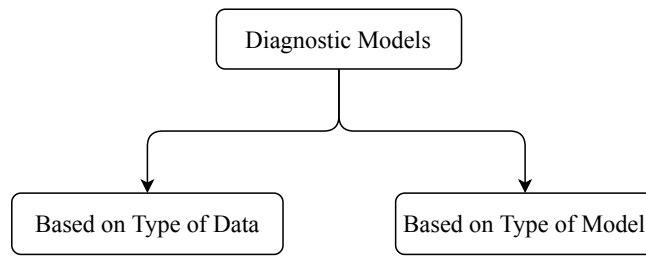 Diagnostic Models
Based on Type of Data
Based on Type of Model